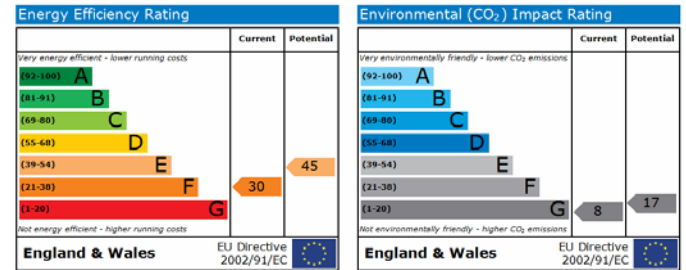 Energy Efficiency Rating
Current Potential
Very energy efficient - lower running costs
(92-100) A
(81-91) B
(69-80) C
(55-68) D
(39-54) E
45
(21-38) F
30
(1-20) G
Not energy efficient - higher running costs
England & Wales
EU Directive
2002/91/EC
Environmental (CO₂) Impact Rating
Current Potential
Very environmentally friendly - lower CO₂ emissions
(92-100) A
(81-91) B
(69-80) C
(55-68) D
(39-54) E
(21-38) F
(1-20) G
8
17
Not environmentally friendly - higher CO₂ emissions
England & Wales
EU Directive
2002/91/EC